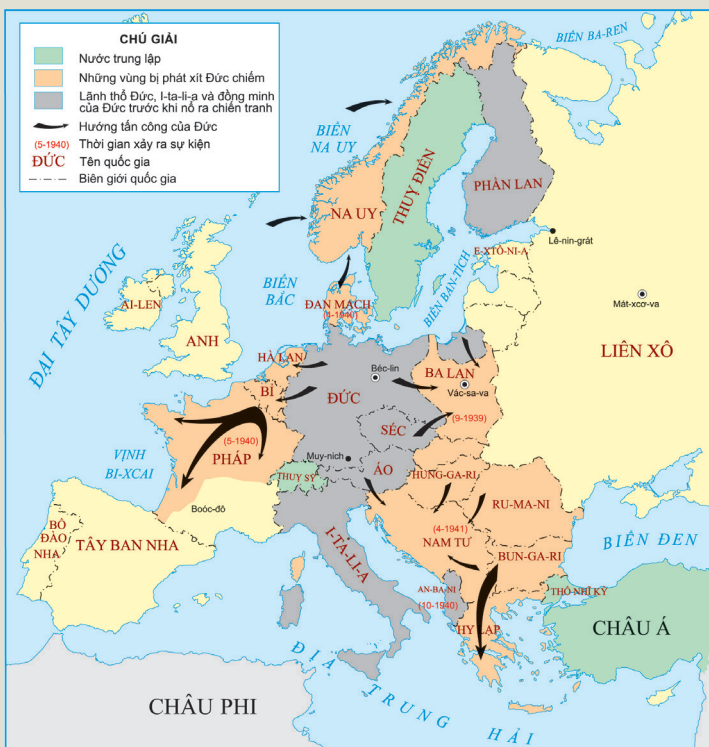 CHÚ GIẢI
Nước trung lập
Những vùng bị phát xít Đức chiếm
Lãnh thổ Đức, I-ta-li-a và đồng minh
của Đức trước khi nổ ra chiến tranh
Hướng tấn công của Đức
(5-1940)
Thời gian xảy ra sự kiện
ĐỨC
Tên quốc gia
Biên giới quốc gia
BIỂN BA-REN
BIỂN
NA UY
PHẦN LAN
THUỴ ĐIỂN
NA UY
Lê-nin-grát
E-XTÔ-NI-A
BIỂN BAN-TÍCH
BIỂN
BẮC
Mát-xcơ-va
ĐẠI TÂY DƯƠNG
AI-LEN
ANH
ĐAN MẠCH
(1-1940)
LIÊN XÔ
HÀ LAN
BỈ
Béc-lin
BA LAN
Vác-sa-va
ĐỨC
(9-1939)
SÉC
(5-1940)
PHÁP
Muy-nich
VỊNH
BI-XCAI
THUỴ SỸ
ÁO
HUNG-GA-RI
RU-MA-NI
Boóc-đô
BỒ
ĐÀO
NHA
TÂY BAN NHA
I-TA-LI-A
(4-1941)
NAM TƯ
BUN-GA-RI
BIỂN ĐEN
AN-BA-NI
(10-1940)
THỔ NHĨ KỲ
HY LẠP
CHÂU Á
ĐỊA TRUNG HẢI
CHÂU PHI